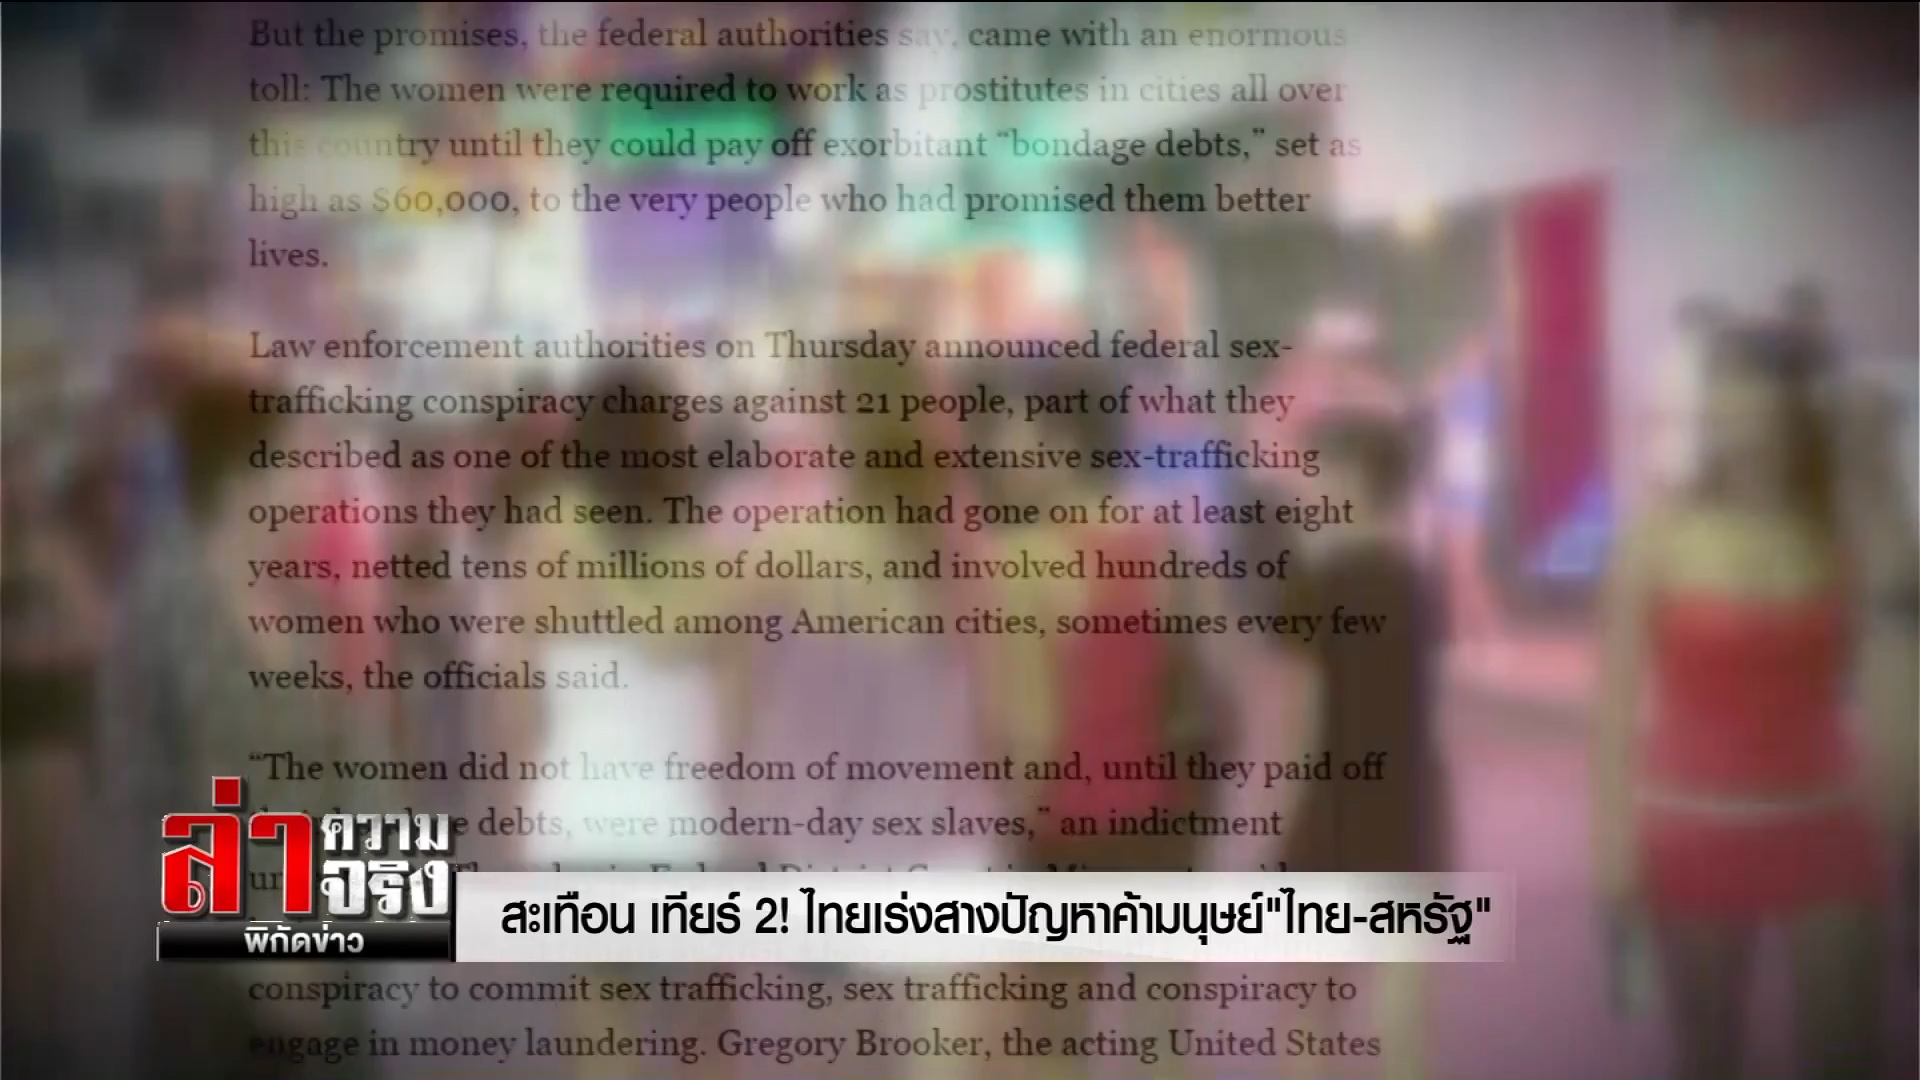 But the promises, the federal authorities say, came with an enormous
toll: The women were required to work as prostitutes in cities all over
this country until they could pay off exorbitant “bondage debts,” set as
high as $60,000, to the very people who had promised them better
lives.
Law enforcement authorities on Thursday announced federal sex-
trafficking conspiracy charges against 21 people, part of what they
described as one of the most elaborate and extensive sex-trafficking
operations they had seen. The operation had gone on for at least eight
years, netted tens of millions of dollars, and involved hundreds of
women who were shuttled among American cities, sometimes every few
weeks, the officials said.
“The women did not have freedom of movement and, until they paid off
debts, were modern-day sex slaves,” an indictment
ล่าความจริง
พิกัดข่าว
สะเทือน เทียร์ 2! ไทยเร่งสางปัญหาค้ามนุษย์"ไทย-สหรัฐ"
conspiracy to commit sex trafficking, sex trafficking and conspiracy to
engage in money laundering. Gregory Brooker, the acting United States